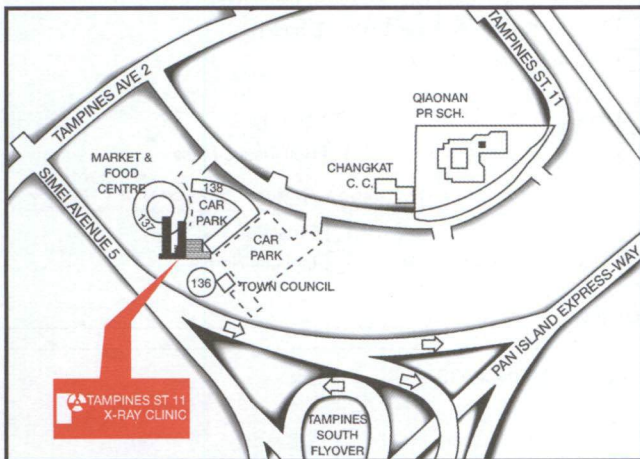 TAMPINES AVE 2
TAMPINES ST. 11
QIAONAN
PR SCH.
MARKET &
FOOD
CENTRE
CHANGKAT
C. C.
138
CAR
PARK
137
SIMEI AVENUE 5
CAR
PARK
136
TOWN COUNCIL
PAN ISLAND EXPRESS-WAY
TAMPINES ST 11
X-RAY CLINIC
TAMPINES
SOUTH
FLYOVER